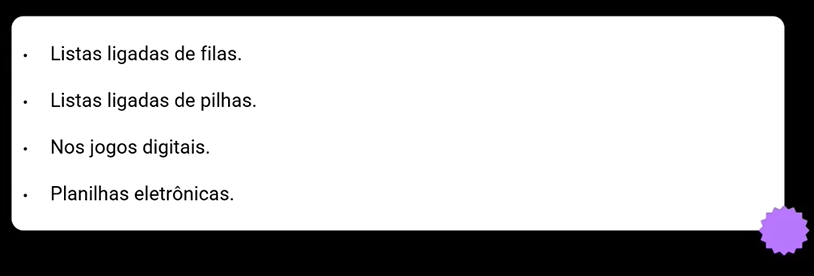 • Listas ligadas de filas.
• Listas ligadas de pilhas.
• Nos jogos digitais.
• Planilhas eletrônicas.